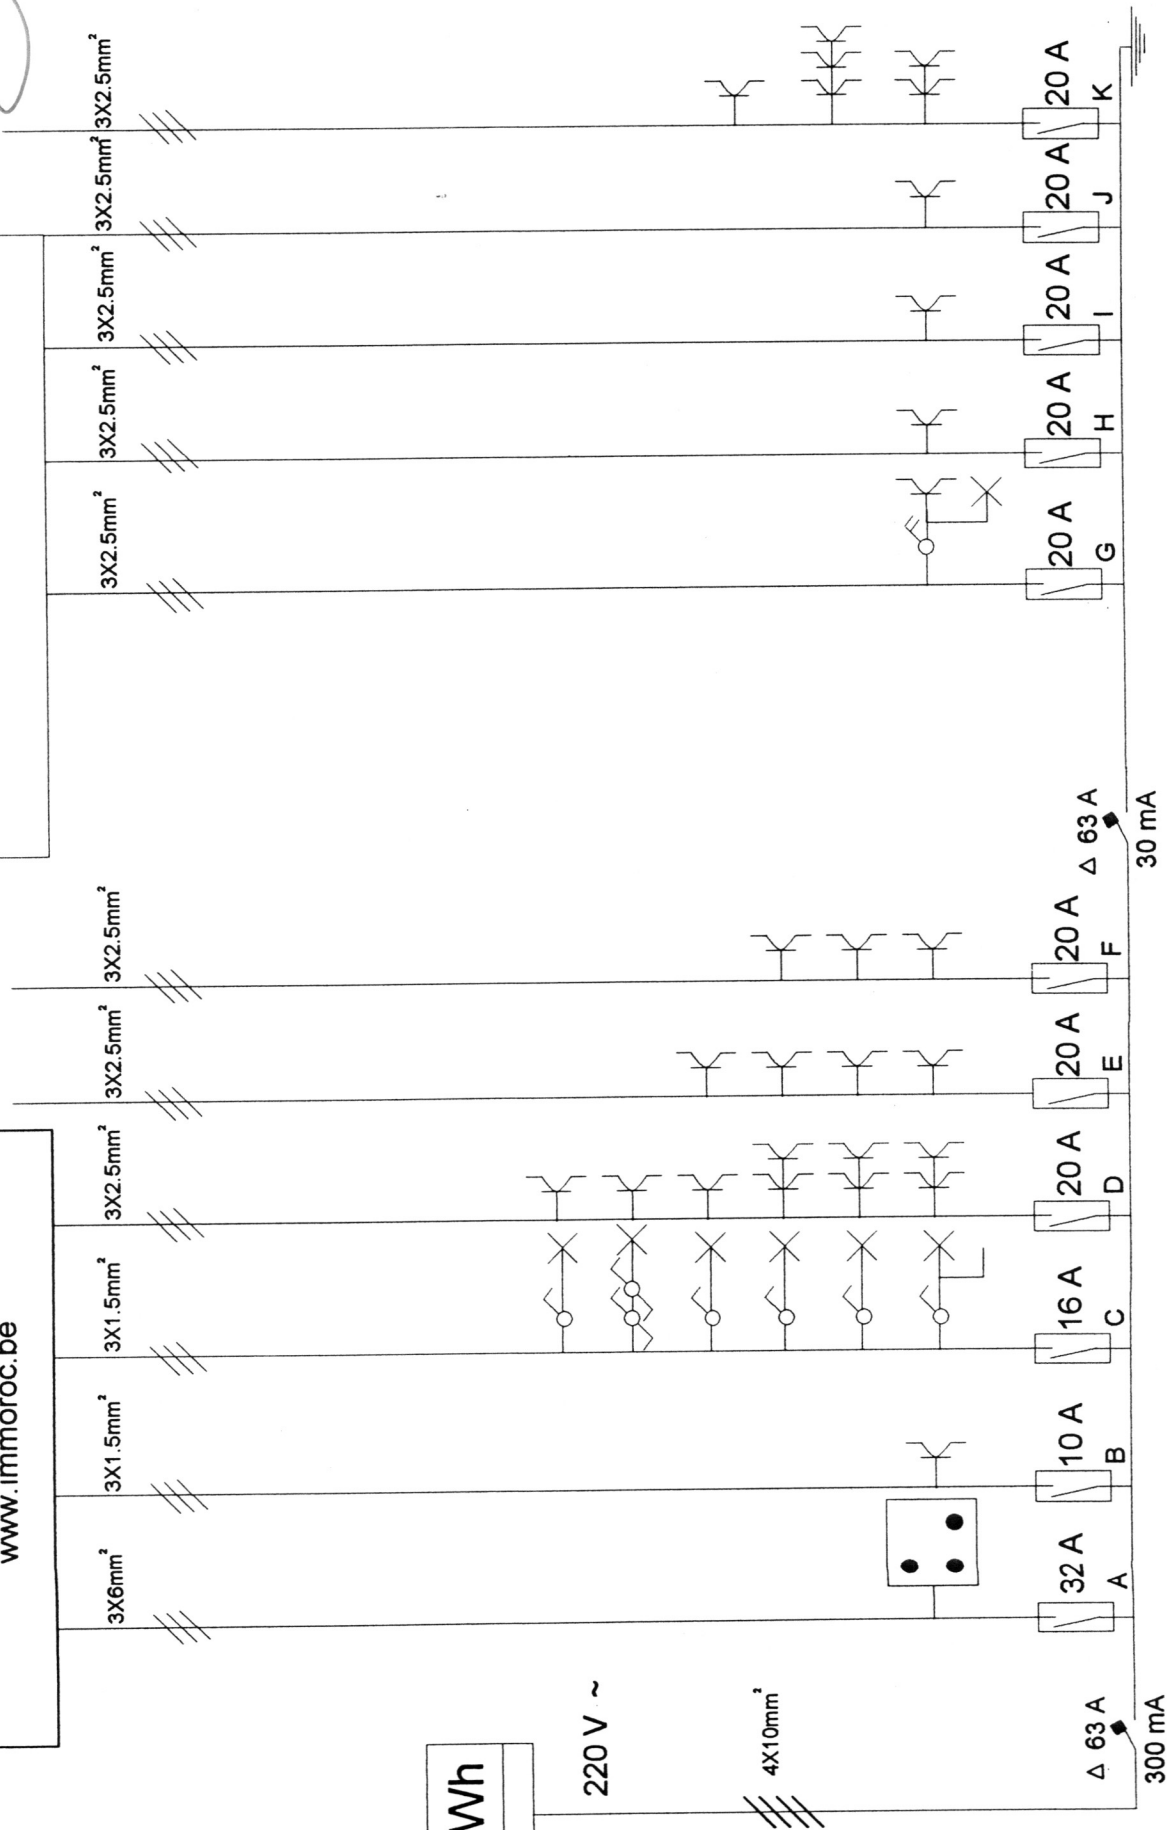 www.immoroc.be
Wh
220 V ~
4X10mm²
Δ 63 A
300 mA
3X6mm²
32 A
A
3X1.5mm²
10 A
B
3X1.5mm²
16 A
C
3X2.5mm²
20 A
D
3X2.5mm²
20 A
E
3X2.5mm²
20 A
F
Δ 63 A
30 mA
3X2.5mm²
20 A
G
3X2.5mm²
20 A
H
3X2.5mm²
20 A
I
3X2.5mm²
20 A
J
3X2.5mm²
20 A
K